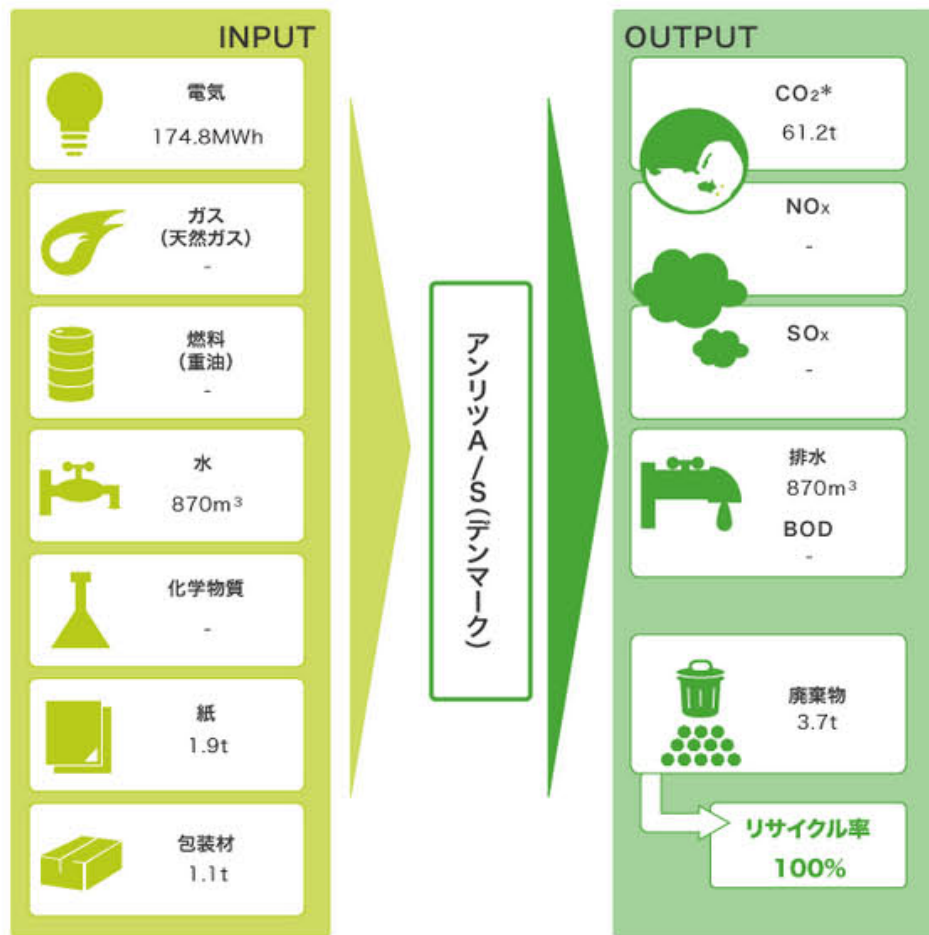 INPUT
電気
174.8MWh
ガス
(天然ガス)
-
燃料
(重油)
-
水
870m³
化学物質
-
紙
1.9t
包装材
1.1t
アンリツA/S(デンマーク)
OUTPUT
CO₂*
61.2t
NOx
-
SOx
-
排水
870m³
BOD
-
廃棄物
3.7t
リサイクル率
100%